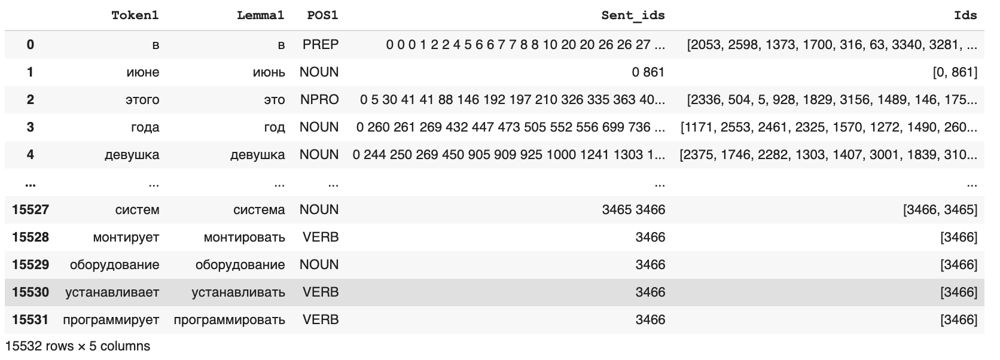 Token1 Lemma1 POS1 Sent_ids Ids
0 в в PREP 0 0 0 1 2 2 4 5 6 6 7 7 8 8 10 20 20 26 26 27 ... [2053, 2598, 1373, 1700, 316, 63, 3340, 3281, ...
1 июне июнь NOUN 0 861 [0, 861]
2 этого это NPRO 0 5 30 41 41 88 146 192 197 210 326 335 363 40... [2336, 504, 5, 928, 1829, 3156, 1489, 146, 175...
3 года год NOUN 0 260 261 269 432 447 473 505 552 556 699 736 ... [1171, 2553, 2461, 2325, 1570, 1272, 1490, 260...
4 девушка девушка NOUN 0 244 250 269 450 905 909 925 1000 1241 1303 1... [2375, 1746, 2282, 1303, 1407, 3001, 1839, 310...
... ... ... ... ... ...
15527 систем система NOUN 3465 3466 [3466, 3465]
15528 монтирует монтировать VERB 3466 [3466]
15529 оборудование оборудование NOUN 3466 [3466]
15530 устанавливает устанавливать VERB 3466 [3466]
15531 программирует программировать VERB 3466 [3466]
15532 rows × 5 columns